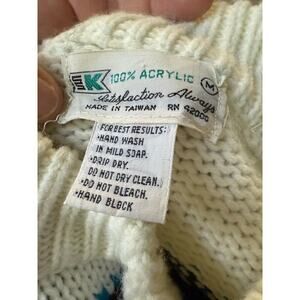 K 100% ACRYLIC M
Satisfaction Always
MADE IN TAIWAN RN 42000
FOR BEST RESULTS:
•HAND WASH
IN MILD SOAP.
•DRIP DRY.
•DO NOT DRY CLEAN.
•DO NOT BLEACH.
•HAND BLOCK